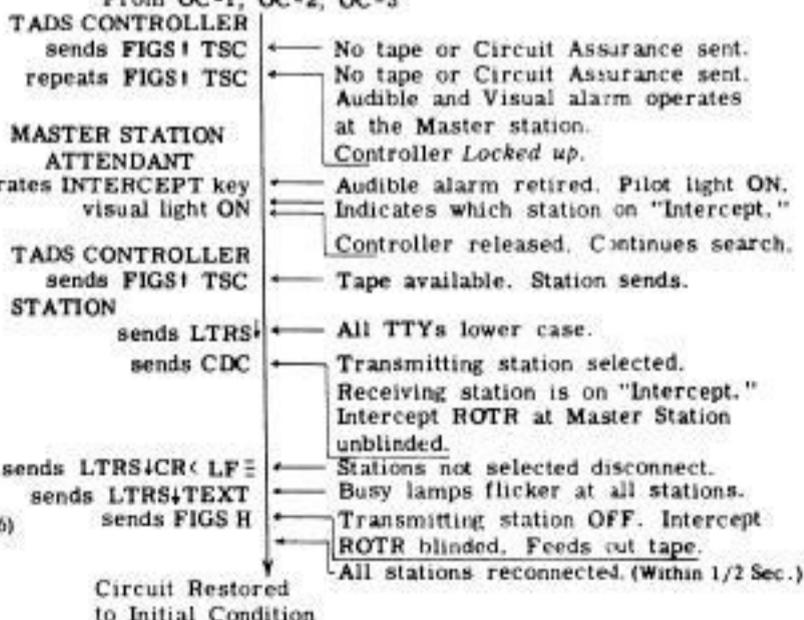 From OC-1, OC-2, OC-3
TADS CONTROLLER
sends FIGS↑ TSC ← No tape or Circuit Assurance sent.
repeats FIGS↑ TSC ← No tape or Circuit Assurance sent.
Audible and Visual alarm operates
at the Master station.
Controller Locked up.
MASTER STATION
ATTENDANT
rates INTERCEPT key ← Audible alarm retired. Pilot light ON.
visual light ON ← Indicates which station on "Intercept."
Controller released. Continues search.
TADS CONTROLLER
sends FIGS↑ TSC ← Tape available. Station sends.
STATION
sends LTRS↓ ← All TTYs lower case.
sends CDC ← Transmitting station selected.
Receiving station is on "Intercept."
Intercept ROTR at Master Station
unblinded.
sends LTRS↓CR< LF≡ ← Stations not selected disconnect.
sends LTRS↓TEXT ← Busy lamps flicker at all stations.
6) sends FIGS H ← Transmitting station OFF. Intercept
ROTR blinded. Feeds out tape.
All stations reconnected. (Within 1/2 Sec.)
Circuit Restored
to Initial Condition